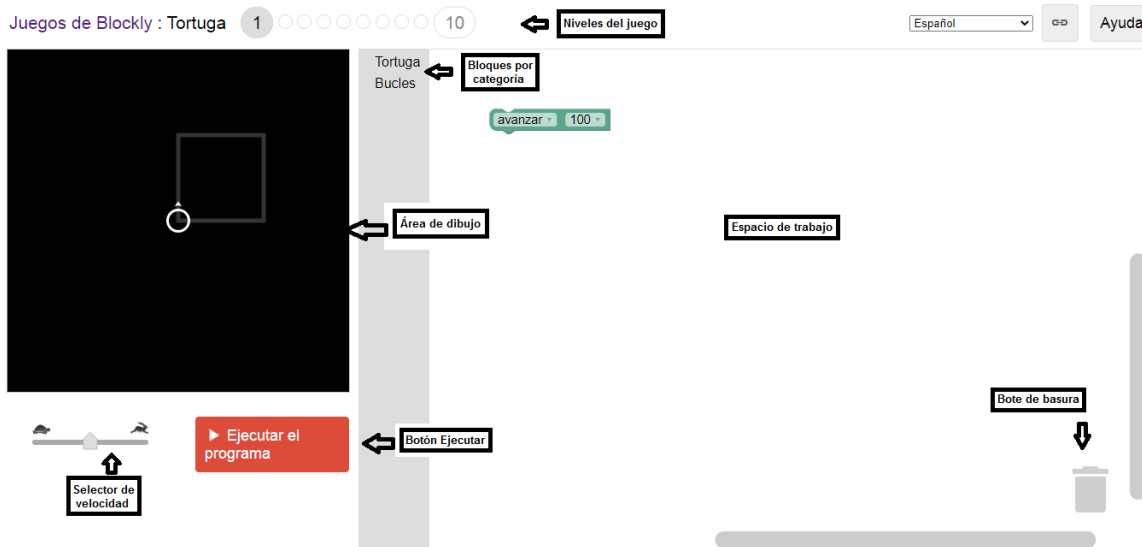 Juegos de Blockly : Tortuga 1 10
Niveles del juego
Español
Ayuda
Tortuga
Bucles
Bloques por
categoría
avanzar 100
Área de dibujo
Espacio de trabajo
Bote de basura
Ejecutar el
programa
Botón Ejecutar
Selector de
velocidad